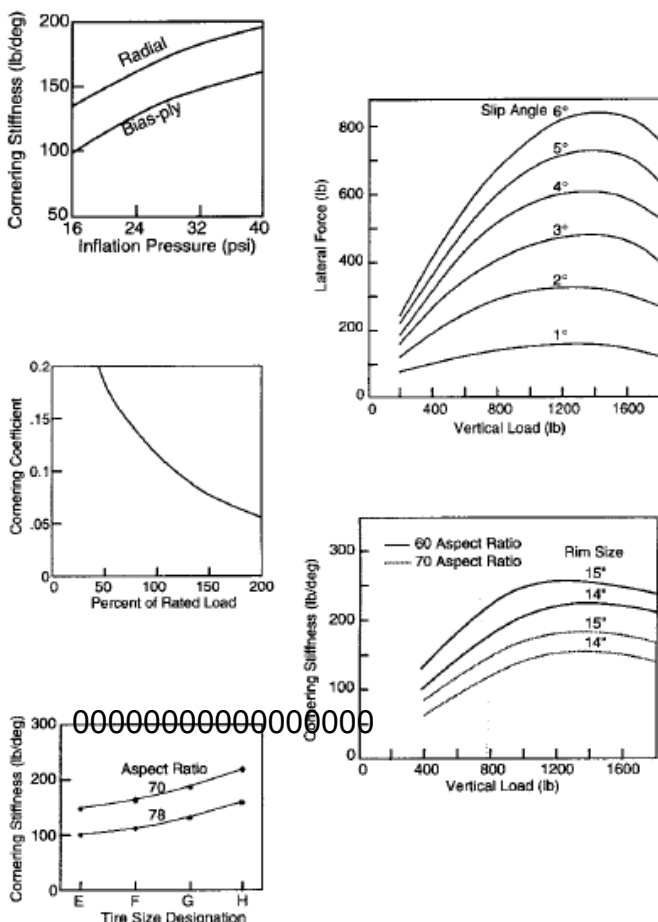 Cornering Stiffness (lb/deg)
200
150
100
50
Radial
Bias-ply
16 24 32 40
Inflation Pressure (psi)
Lateral Force (lb)
800
600
400
200
0
Slip Angle 6°
5°
4°
3°
2°
1°
0 400 800 1200 1600
Vertical Load (lb)
Cornering Coefficient
0.2
.15
0.1
.05
0
0 50 100 150 200
Percent of Rated Load
Cornering Stiffness (lb/deg)
300
200
100
0
60 Aspect Ratio
70 Aspect Ratio
Rim Size
15"
14"
15"
14"
0 400 800 1200 1600
Vertical Load (lb)
00000000000000000
Cornering Stiffness (lb/deg)
300
200
100
0
Aspect Ratio
70
78
E F G H
Tire Size Designation